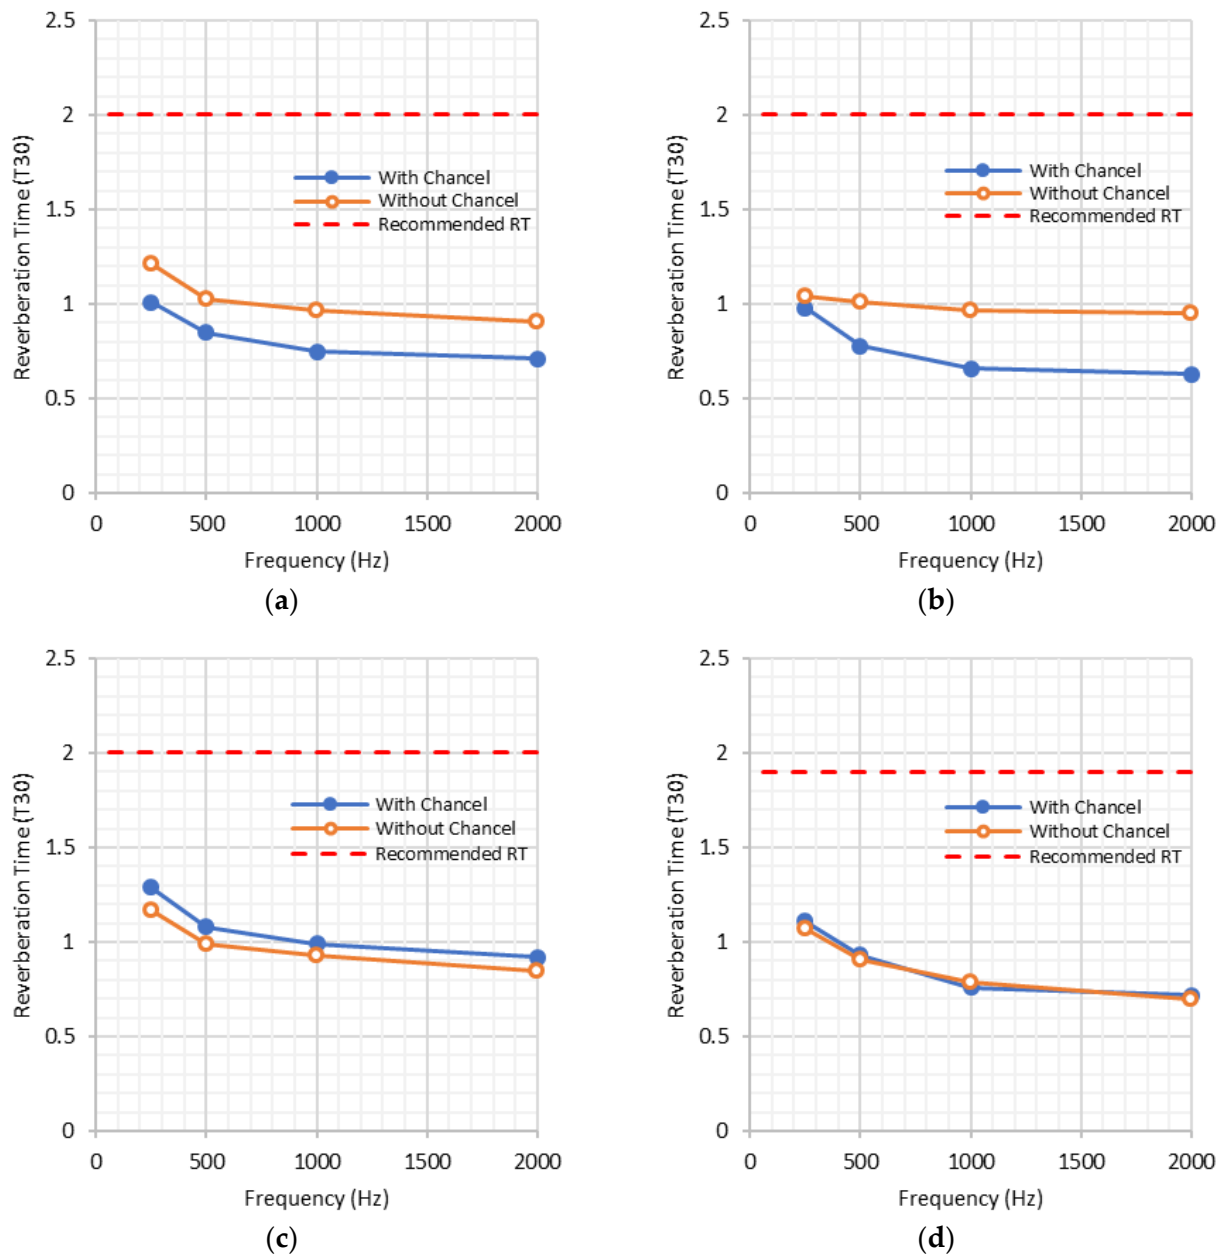 2.5
2
1.5
1
0.5
0
Reverberation Time (T30)
With Chancel
Without Chancel
Recommended RT
0 500 1000 1500 2000
Frequency (Hz)
(a)
2.5
2
1.5
1
0.5
0
Reverberation Time (T30)
With Chancel
Without Chancel
Recommended RT
0 500 1000 1500 2000
Frequency (Hz)
(b)
2.5
2
1.5
1
0.5
0
Reverberation Time (T30)
With Chancel
Without Chancel
Recommended RT
0 500 1000 1500 2000
Frequency (Hz)
(c)
2.5
2
1.5
1
0.5
0
Reverberation Time (T30)
With Chancel
Without Chancel
Recommended RT
0 500 1000 1500 2000
Frequency (Hz)
(d)